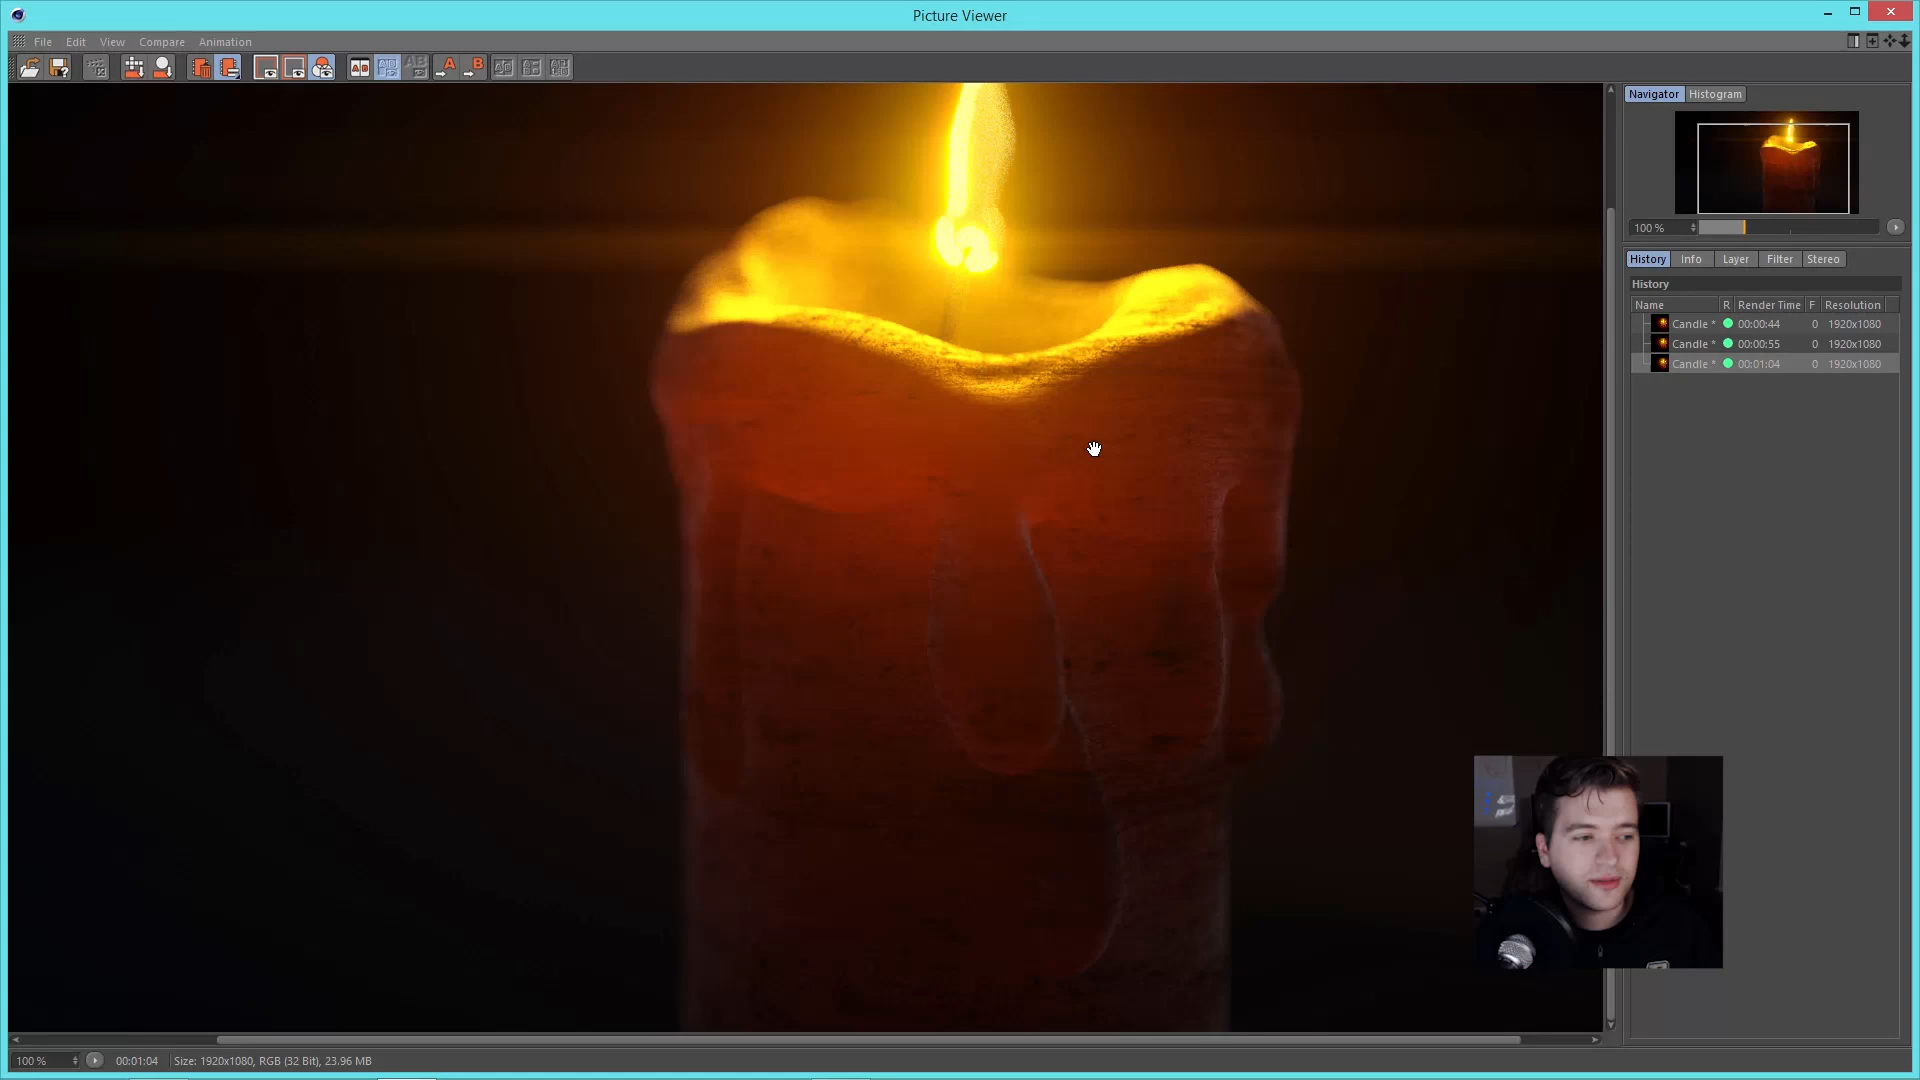 Picture Viewer
File Edit View Compare Animation
Navigator Histogram
100 %
History Info Layer Filter Stereo
History
Name R Render Time F Resolution
Candle * 00:00:44 0 1920x1080
Candle * 00:00:55 0 1920x1080
Candle * 00:01:04 0 1920x1080
100 % 00:01:04 Size: 1920x1080, RGB (32 Bit), 23.96 MB